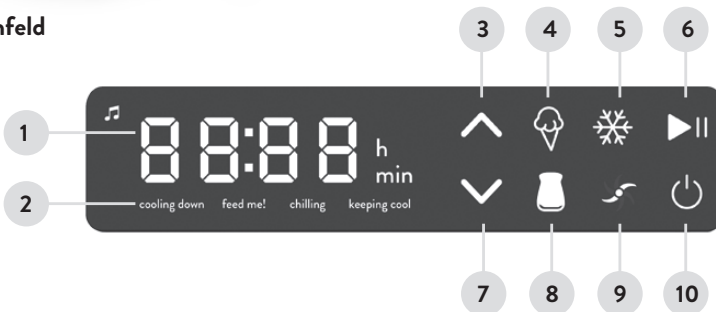 nfeld
3 4 5 6
1
88:88 h
min
2
cooling down feed me! chilling keeping cool
7 8 9 10